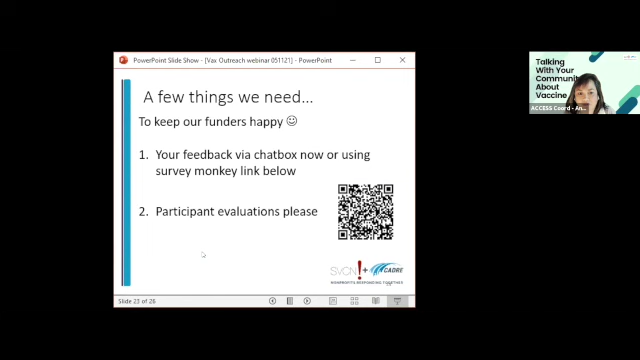 PowerPoint Slide Show - [Vax Outreach webinar 051121] - PowerPoint
A few things we need...
To keep our funders happy ☺
1. Your feedback via chatbox now or using
survey monkey link below
2. Participant evaluations please
SVCN!+ CADRE
NONPROFITS RESPONDING TOGETHER
Slide 23 of 26
Talking
With Your
Communit
About
Vaccine
ACCESS Coord - An...